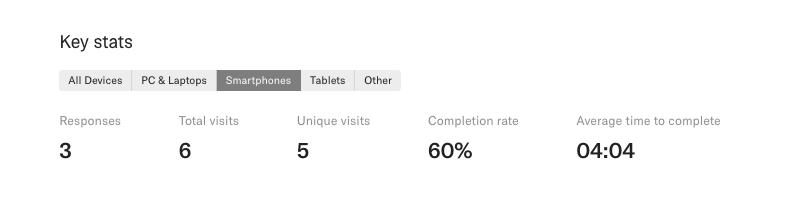 Key stats
All Devices PC & Laptops Smartphones Tablets Other
Responses Total visits Unique visits Completion rate Average time to complete
3 6 5 60% 04:04